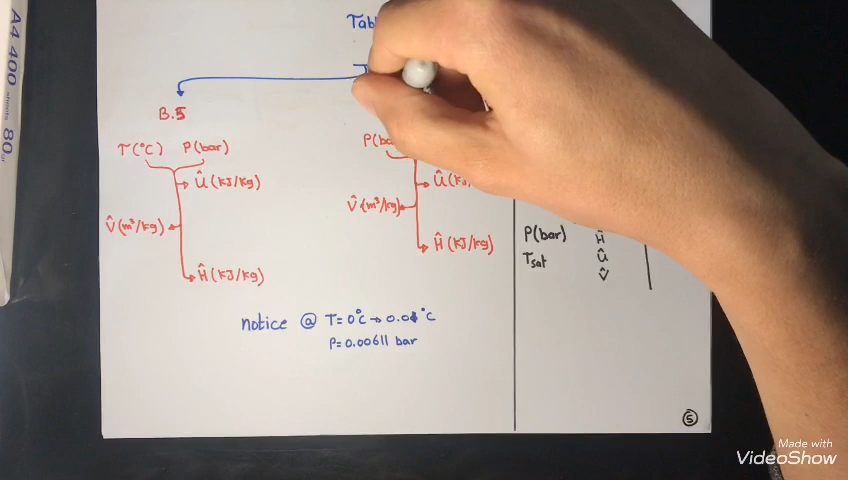 A4 400 sheets 80
B.5
T(°C) P(bar)
Û (KJ/kg)
V̂ (m³/kg)
Ĥ (KJ/kg)
V̂ (m³/kg)
Ĥ (KJ/kg)
P(bar) Ĥ
Tsat Û
V̂
notice @ T=0°C → 0.01°C
P=0.00611 bar
5
Made with
VideoShow